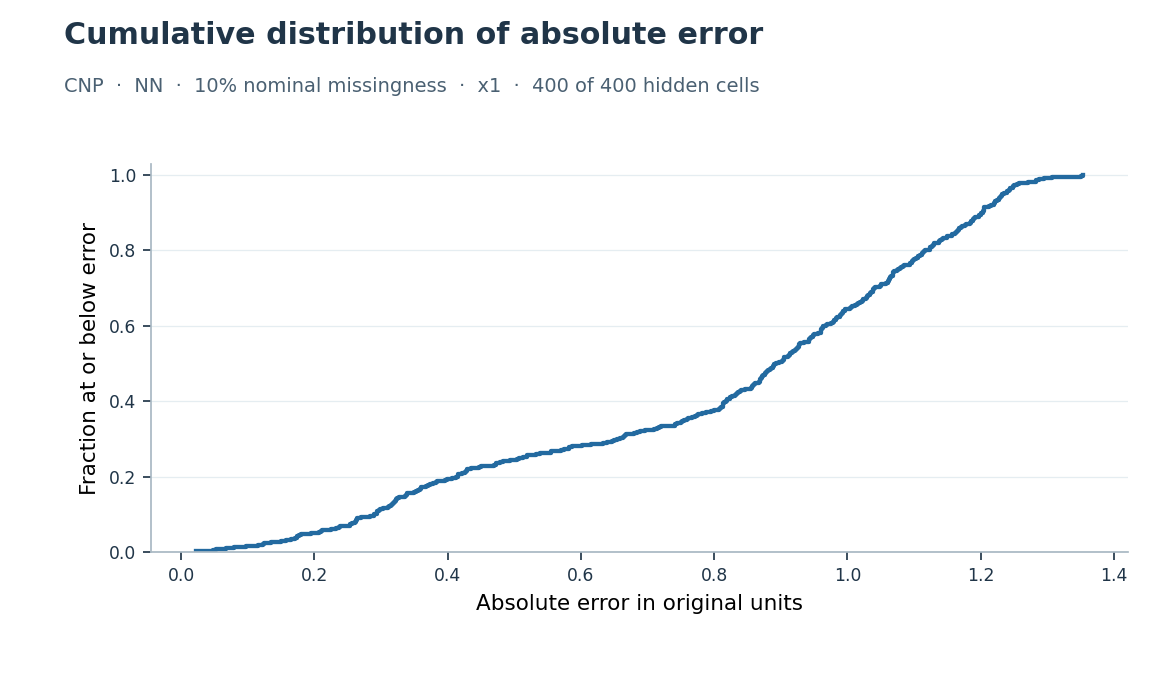 Cumulative distribution of absolute error
CNP · NN · 10% nominal missingness · x1 · 400 of 400 hidden cells
Fraction at or below error
1.0
0.8
0.6
0.4
0.2
0.0
0.0 0.2 0.4 0.6 0.8 1.0 1.2 1.4
Absolute error in original units